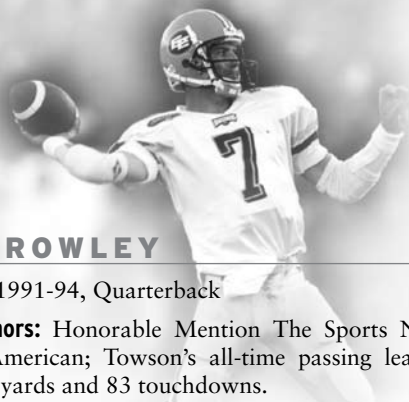 EE
7
ROWLEY
1991-94, Quarterback
nors: Honorable Mention The Sports N
American; Towson's all-time passing lea
yards and 83 touchdowns.